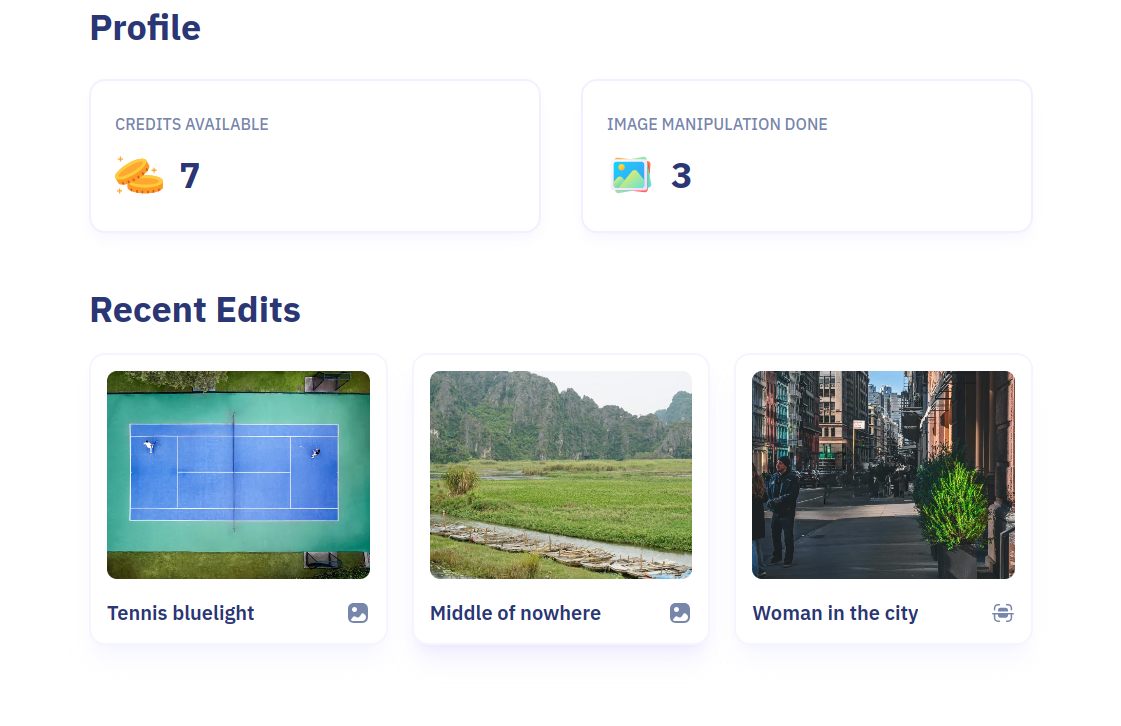 Profile
CREDITS AVAILABLE
7
IMAGE MANIPULATION DONE
3
Recent Edits
Tennis bluelight
Middle of nowhere
Woman in the city